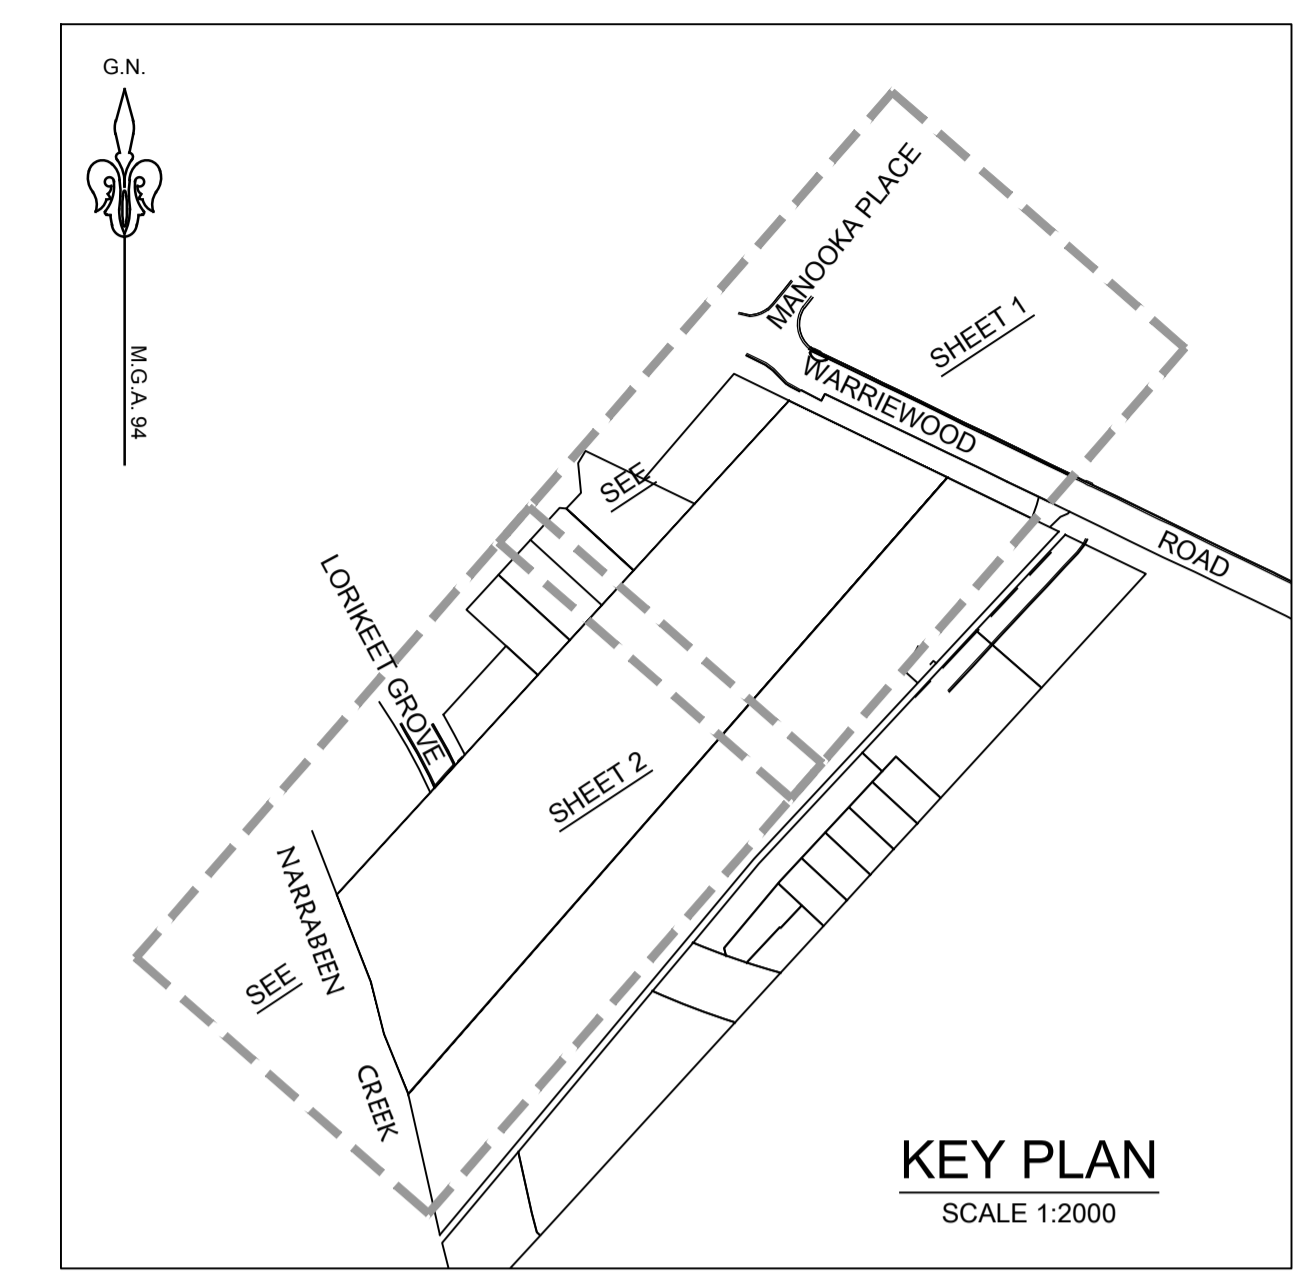 G.N.
M.G.A. 94
MANOOKA PLACE
SHEET 1
WARRIEWOOD
ROAD
SEE
LORIKEET GROVE
SHEET 2
NARRABEEN
SEE
CREEK
KEY PLAN
SCALE 1:2000